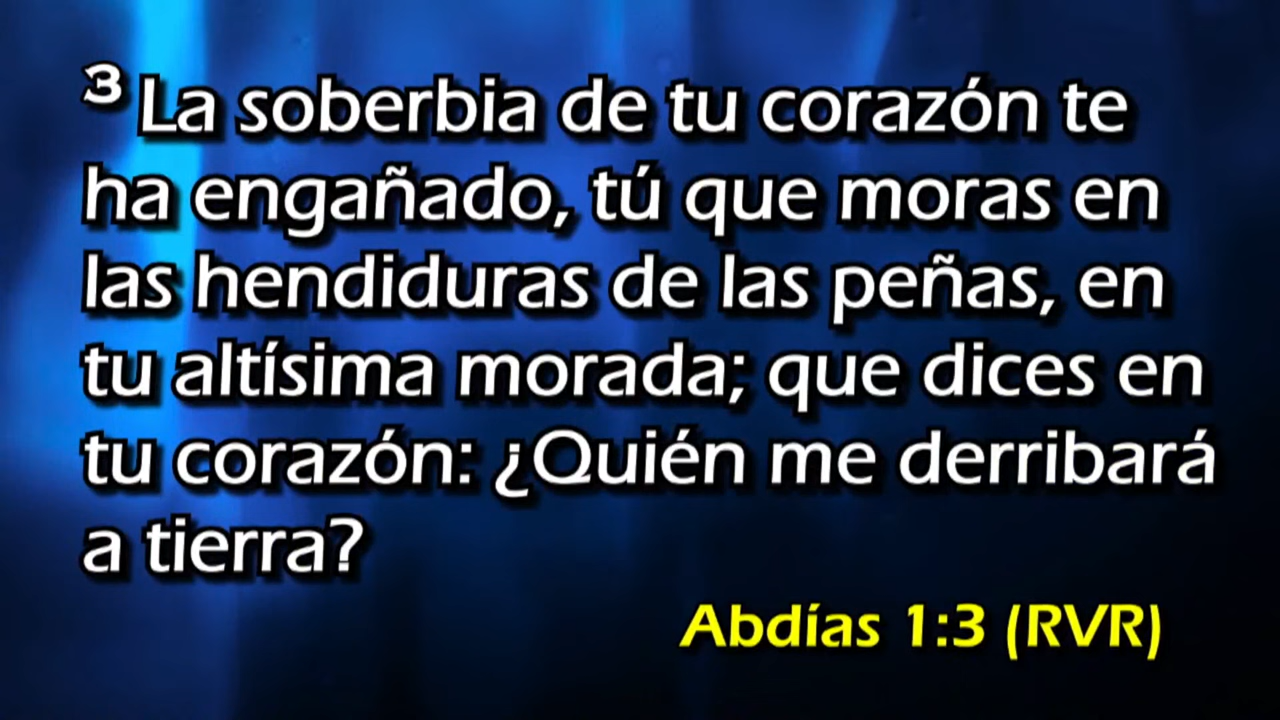 3 La soberbia de tu corazón te
ha engañado, tú que moras en
las hendiduras de las peñas, en
tu altísima morada; que dices en
tu corazón: ¿Quién me derribará
a tierra?
Abdías 1:3 (RVR)